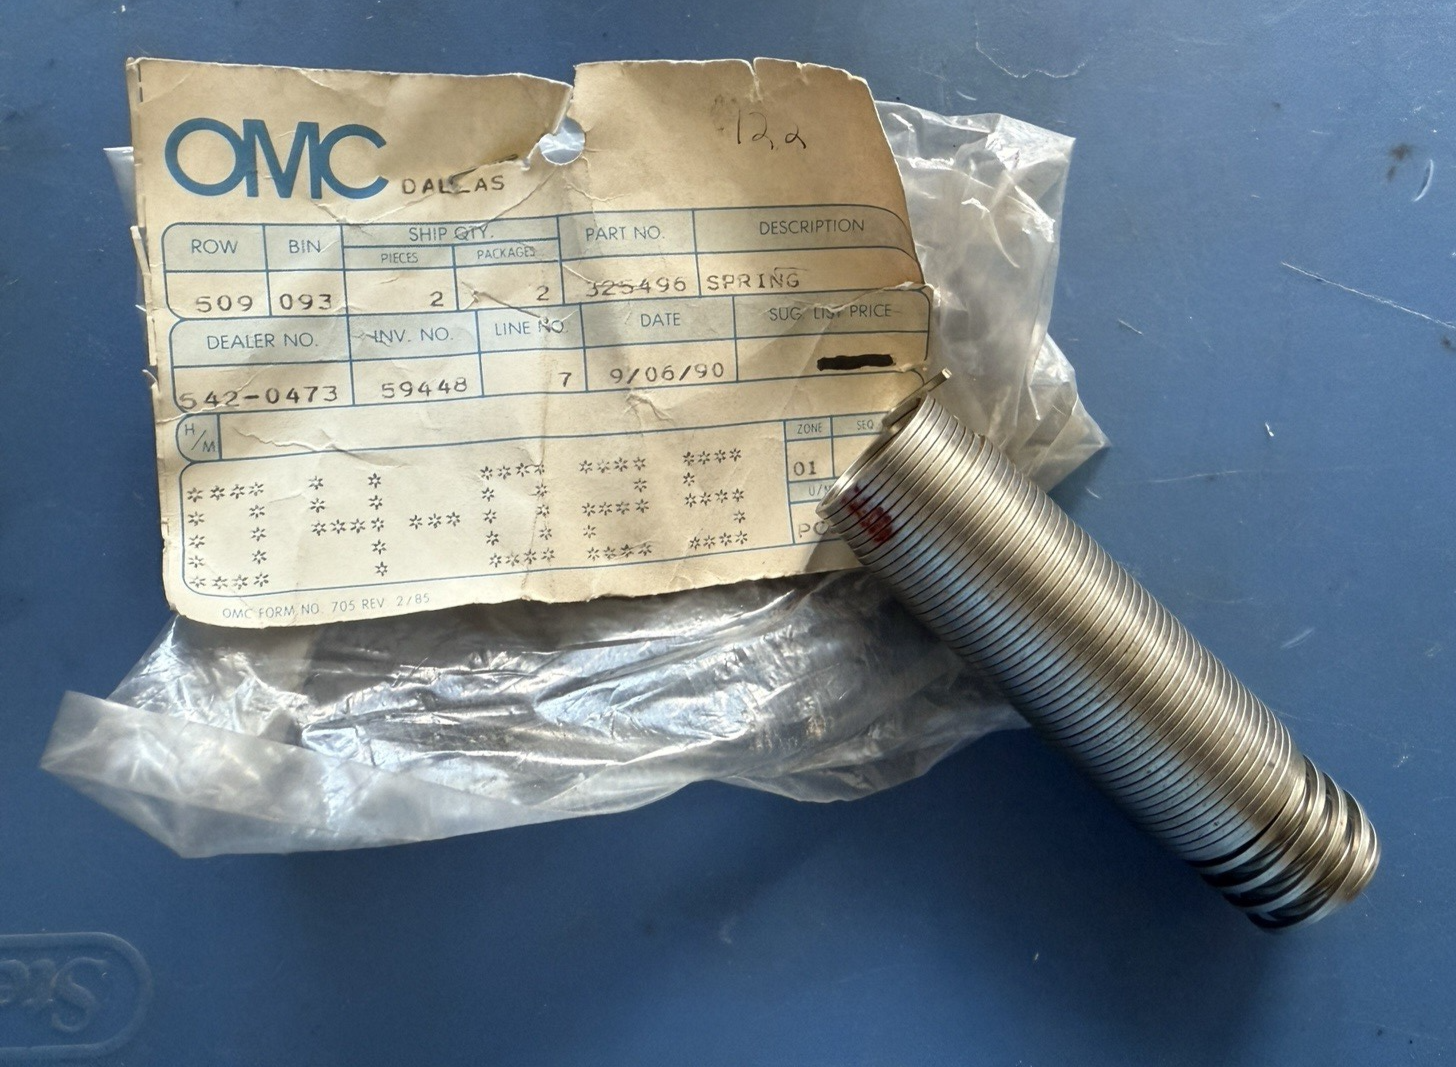 OMC DALLAS
ROW BIN SHIP QTY. PART NO. DESCRIPTION
PIECES PACKAGES
509 093 2 2 325496 SPRING
DEALER NO. INV. NO. LINE NO. DATE SUG LIST PRICE
542-0473 59448 7 9/06/90
H/M ZONE SEQ
01
04-025
OMC FORM NO. 705 REV 2/85